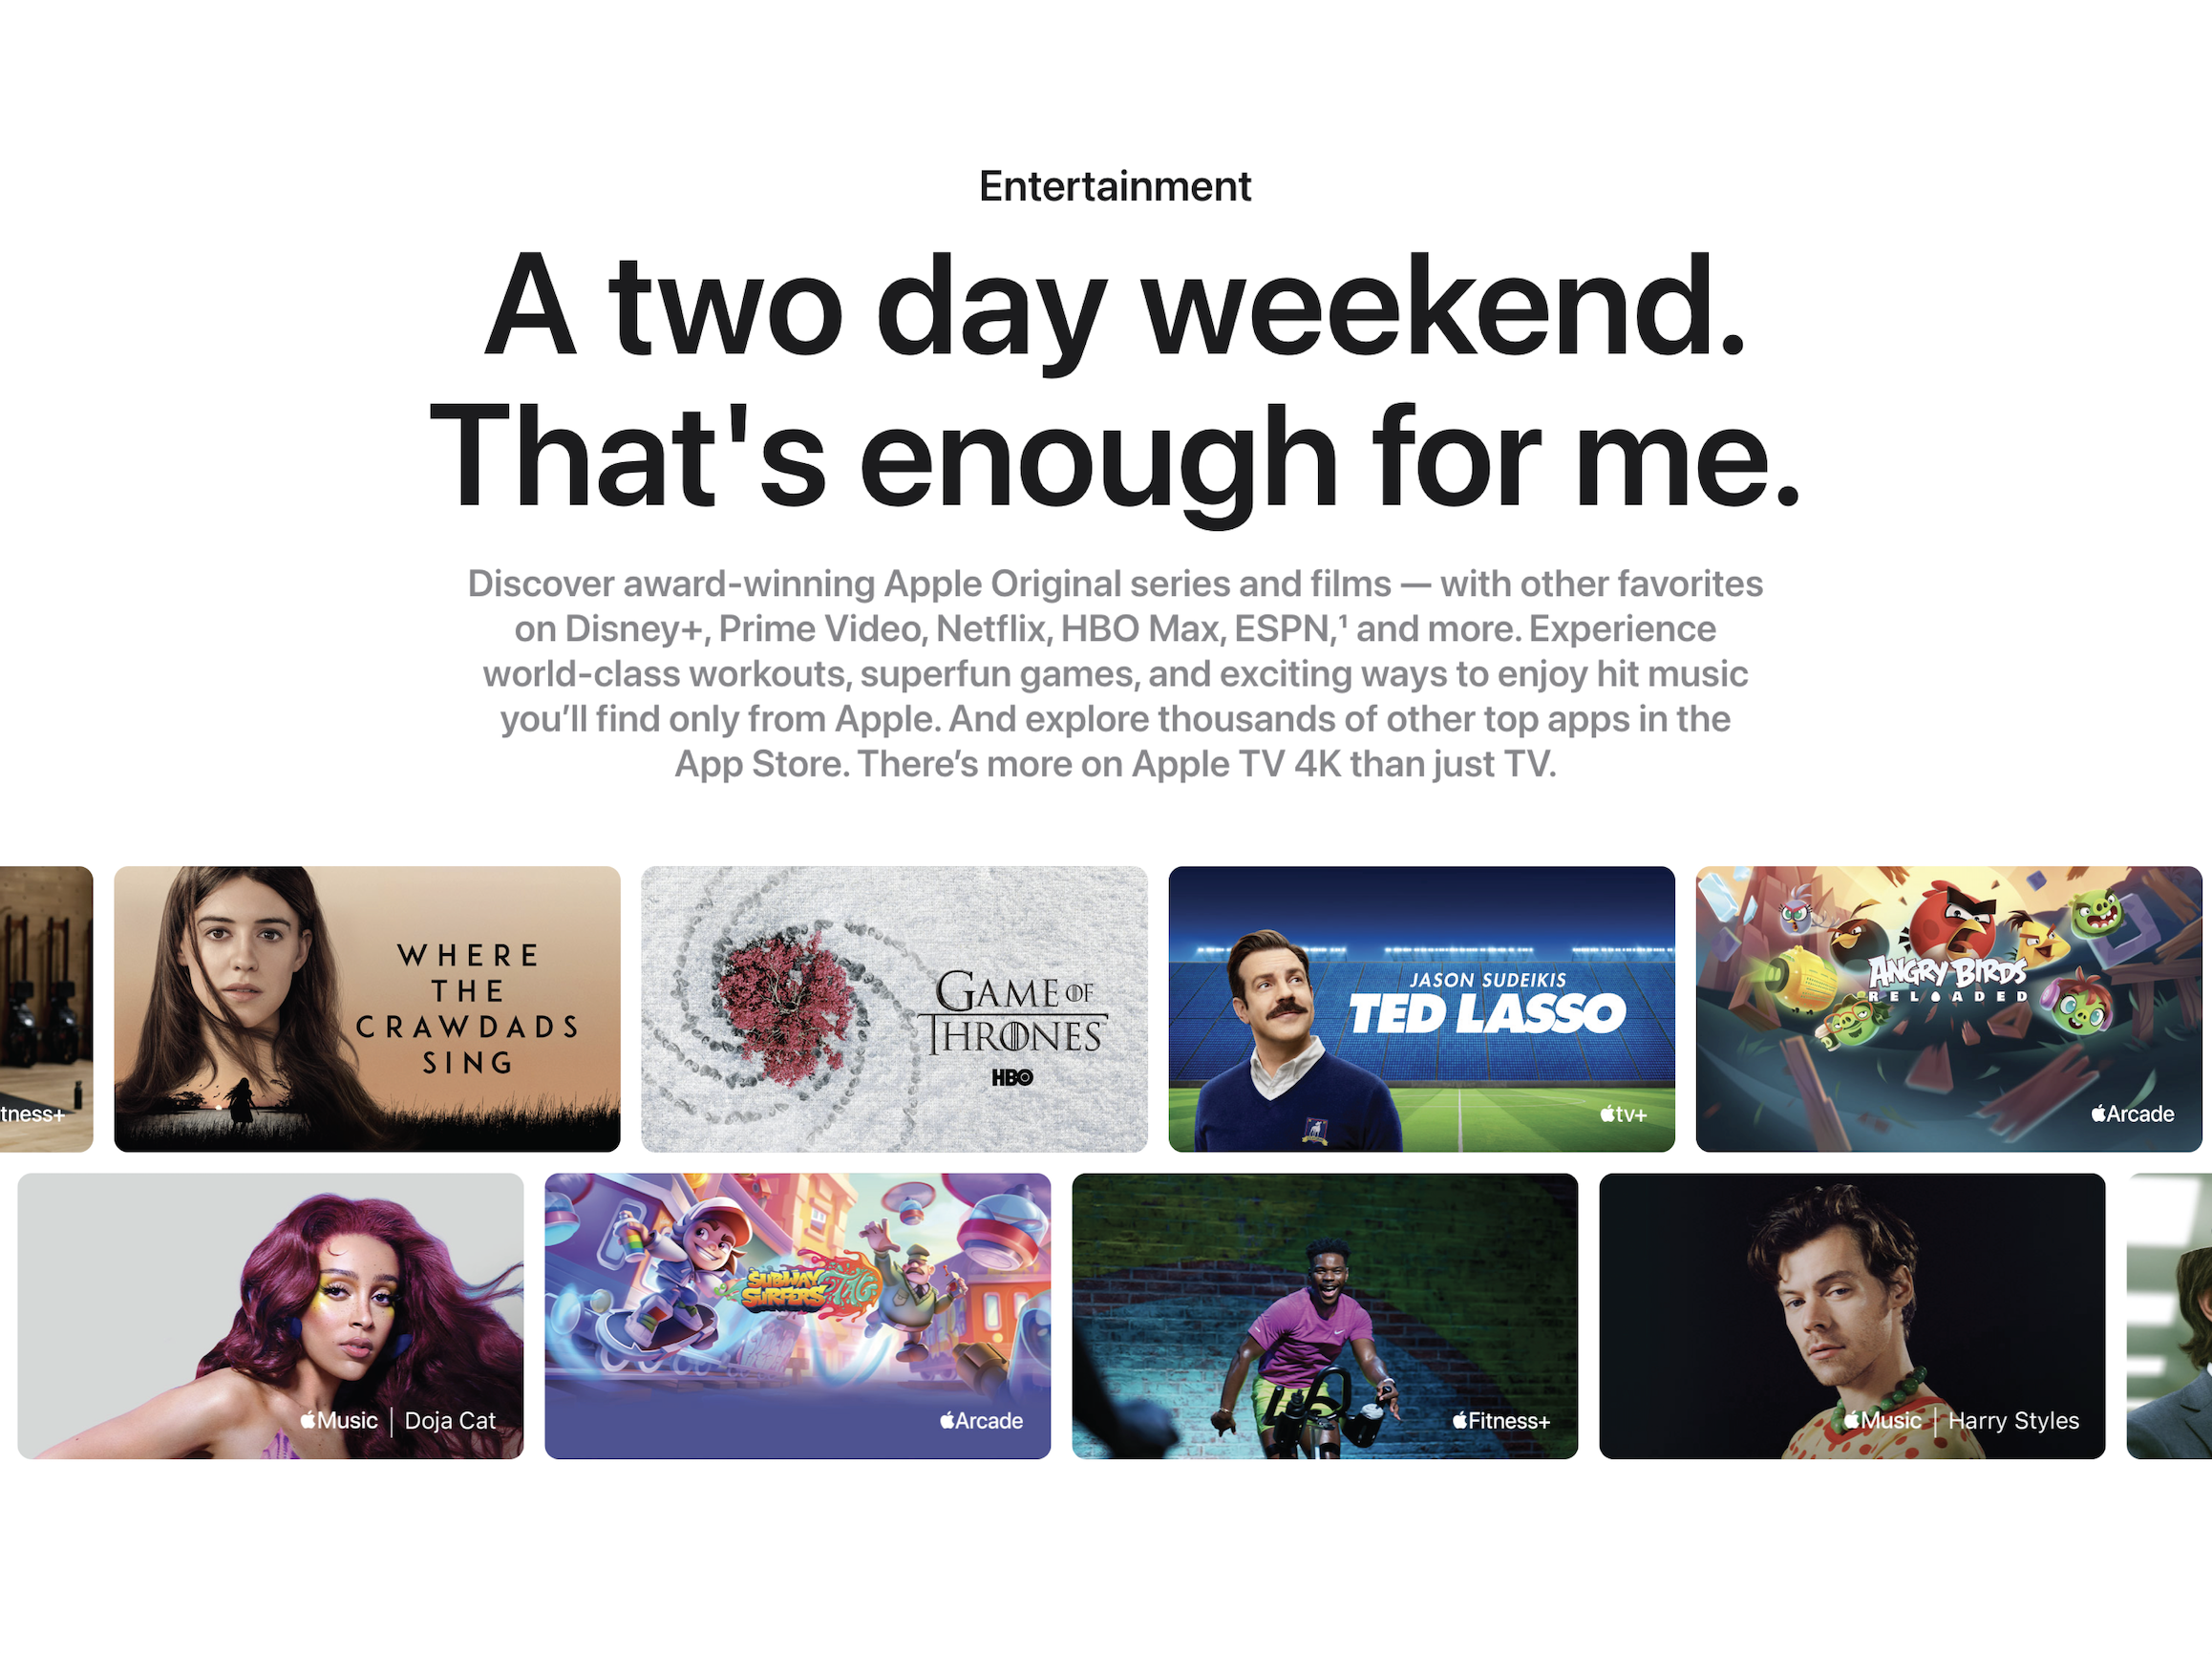 Entertainment
A two day weekend.
That's enough for me.
Discover award-winning Apple Original series and films — with other favorites
on Disney+, Prime Video, Netflix, HBO Max, ESPN,¹ and more. Experience
world-class workouts, superfun games, and exciting ways to enjoy hit music
you’ll find only from Apple. And explore thousands of other top apps in the
App Store. There’s more on Apple TV 4K than just TV.
tness+
WHERE
THE
CRAWDADS
SING
GAME OF
THRONES
HBO
JASON SUDEIKIS
TED LASSO
tv+
ANGRY BIRDS
RELOADED
Arcade
Music | Doja Cat
SUBWAY
SURFERS TAG
Arcade
Fitness+
Music | Harry Styles